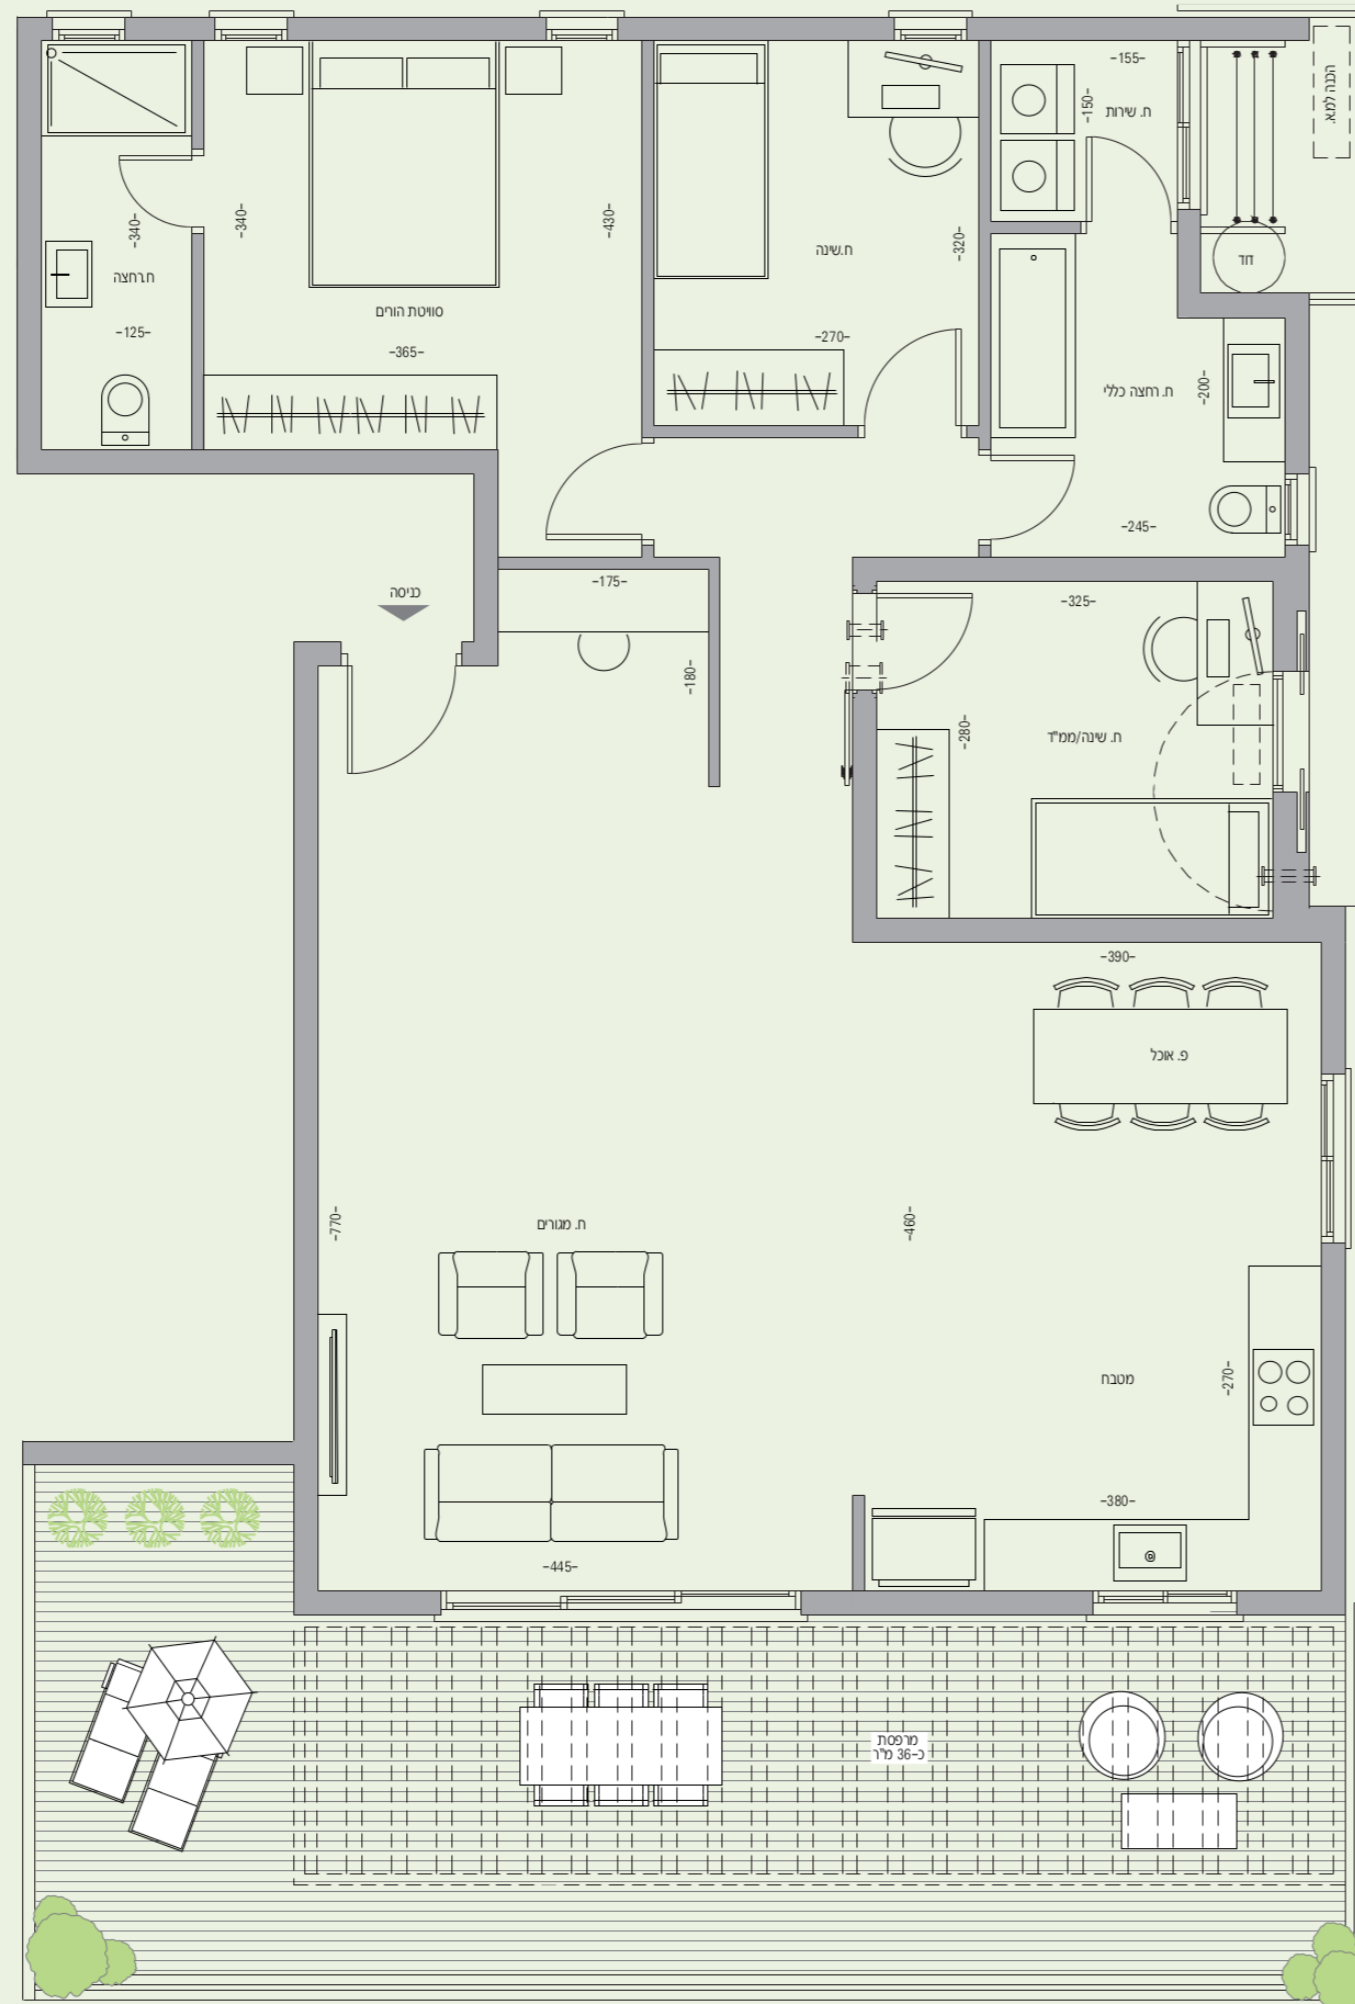 -155-
הכנה למ.א.
-150-
ח. שירות
-340-
-340-
-430-
-320-
ח.שינה
דוד
ח.רחצה
סוויטת הורים
-125-
-365-
-270-
ח. רחצה כללי
-200-
-245-
-175-
כניסה
-325-
-180-
-280-
ח. שינה/ממ"ד
-390-
פ. אוכל
-770-
ח. מגורים
-460-
מטבח
-270-
-380-
-445-
מרפסת
כ-36 מ"ר